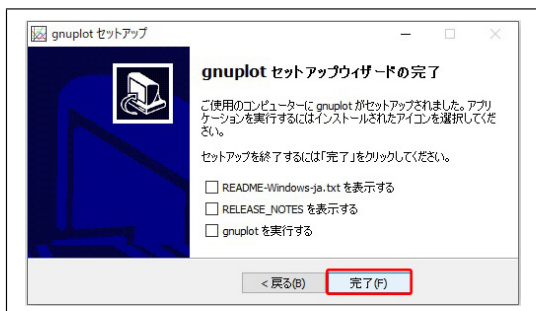 gnuplot セットアップ
gnuplot セットアップウィザードの完了
ご使用のコンピューターに gnuplot がセットアップされました。アプリ
ケーションを実行するにはインストールされたアイコンを選択してくだ
さい。
セットアップを終了するには「完了」をクリックしてください。
README-Windows-ja.txt を表示する
RELEASE_NOTES を表示する
gnuplot を実行する
< 戻る(B) 完了(F)